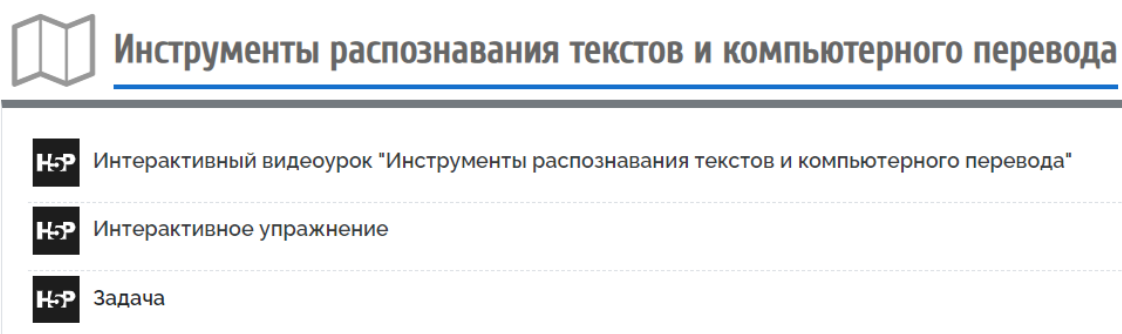 Инструменты распознавания текстов и компьютерного перевода
H5P Интерактивный видеоурок "Инструменты распознавания текстов и компьютерного перевода"
H5P Интерактивное упражнение
H5P Задача